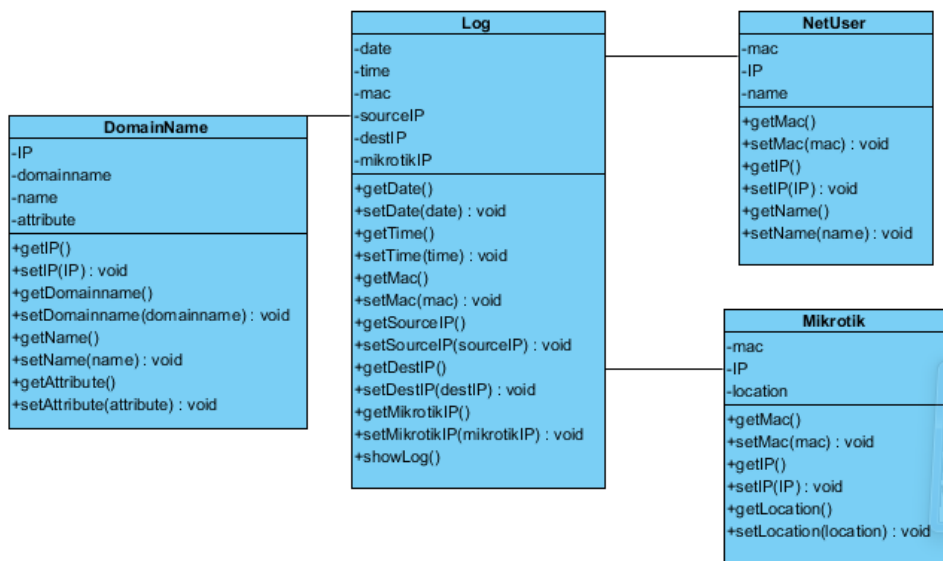 DomainName
-IP
-domainname
-name
-attribute
+getIP()
+setIP(IP) : void
+getDomainname()
+setDomainname(domainname) : void
+getName()
+setName(name) : void
+getAttribute()
+setAttribute(attribute) : void
Log
-date
-time
-mac
-sourceIP
-destIP
-mikrotikIP
+getDate()
+setDate(date) : void
+getTime()
+setTime(time) : void
+getMac()
+setMac(mac) : void
+getSourceIP()
+setSourceIP(sourceIP) : void
+getDestIP()
+setDestIP(destIP) : void
+getMikrotikIP()
+setMikrotikIP(mikrotikIP) : void
+showLog()
NetUser
-mac
-IP
-name
+getMac()
+setMac(mac) : void
+getIP()
+setIP(IP) : void
+getName()
+setName(name) : void
Mikrotik
-mac
-IP
-location
+getMac()
+setMac(mac) : void
+getIP()
+setIP(IP) : void
+getLocation()
+setLocation(location) : void